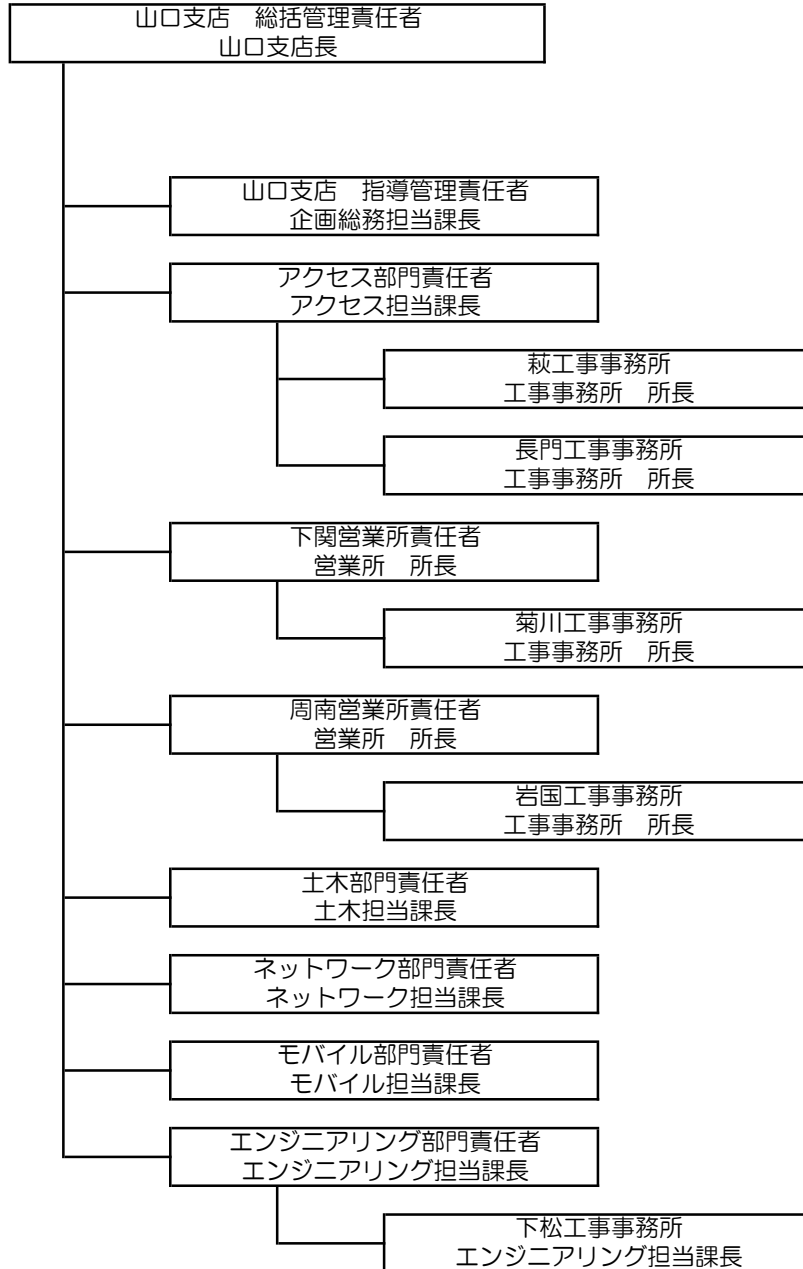 山口支店　総括管理責任者
山口支店長
山口支店　指導管理責任者
企画総務担当課長
アクセス部門責任者
アクセス担当課長
萩工事事務所
工事事務所　所長
長門工事事務所
工事事務所　所長
下関営業所責任者
営業所　所長
菊川工事事務所
工事事務所　所長
周南営業所責任者
営業所　所長
岩国工事事務所
工事事務所　所長
土木部門責任者
土木担当課長
ネットワーク部門責任者
ネットワーク担当課長
モバイル部門責任者
モバイル担当課長
エンジニアリング部門責任者
エンジニアリング担当課長
下松工事事務所
エンジニアリング担当課長